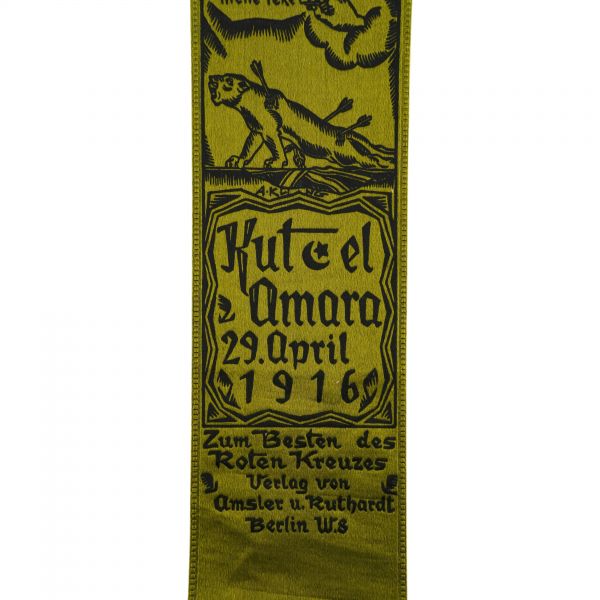 Kut el
Amara
29. April
1916
Zum Besten des
Roten Kreuzes
Verlag von
Amsler u. Ruthardt
Berlin W. 8